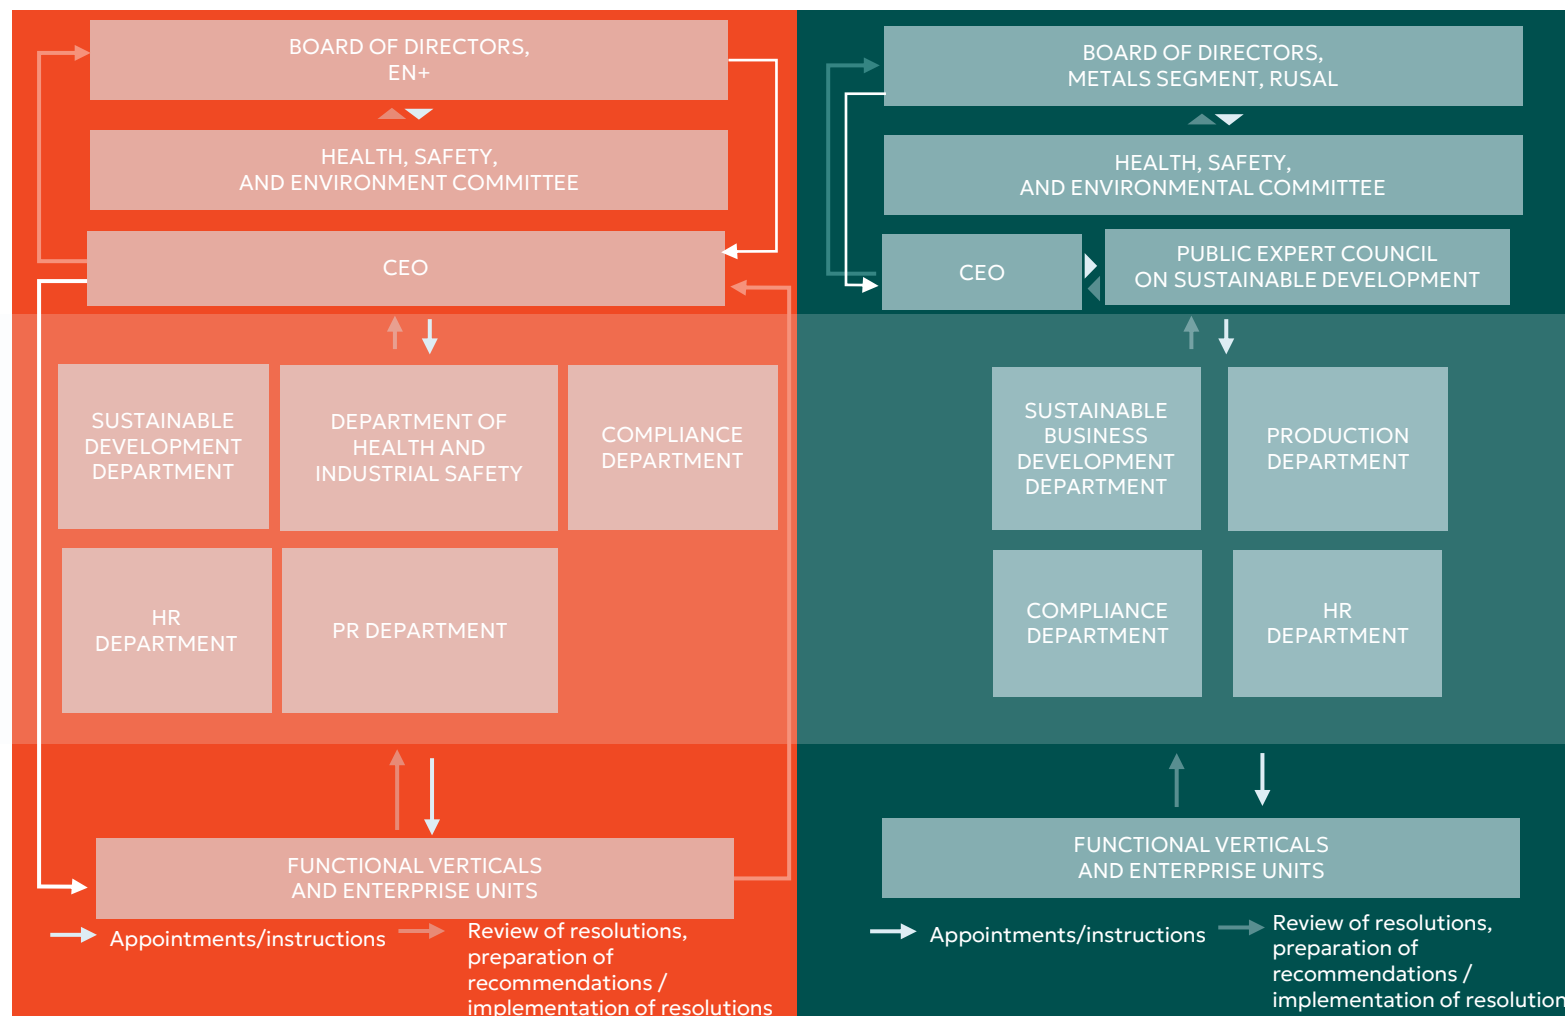 BOARD OF DIRECTORS,
EN+
HEALTH, SAFETY,
AND ENVIRONMENT COMMITTEE
CEO
SUSTAINABLE
DEVELOPMENT
DEPARTMENT
DEPARTMENT OF
HEALTH AND
INDUSTRIAL SAFETY
COMPLIANCE
DEPARTMENT
HR
DEPARTMENT
PR DEPARTMENT
FUNCTIONAL VERTICALS
AND ENTERPRISE UNITS
Appointments/instructions
Review of resolutions,
preparation of
recommendations /
implementation of resolutions
BOARD OF DIRECTORS,
METALS SEGMENT, RUSAL
HEALTH, SAFETY,
AND ENVIRONMENTAL COMMITTEE
CEO
PUBLIC EXPERT COUNCIL
ON SUSTAINABLE DEVELOPMENT
SUSTAINABLE
BUSINESS
DEVELOPMENT
DEPARTMENT
PRODUCTION
DEPARTMENT
COMPLIANCE
DEPARTMENT
HR
DEPARTMENT
FUNCTIONAL VERTICALS
AND ENTERPRISE UNITS
Appointments/instructions
Review of resolutions,
preparation of
recommendations /
implementation of resolution